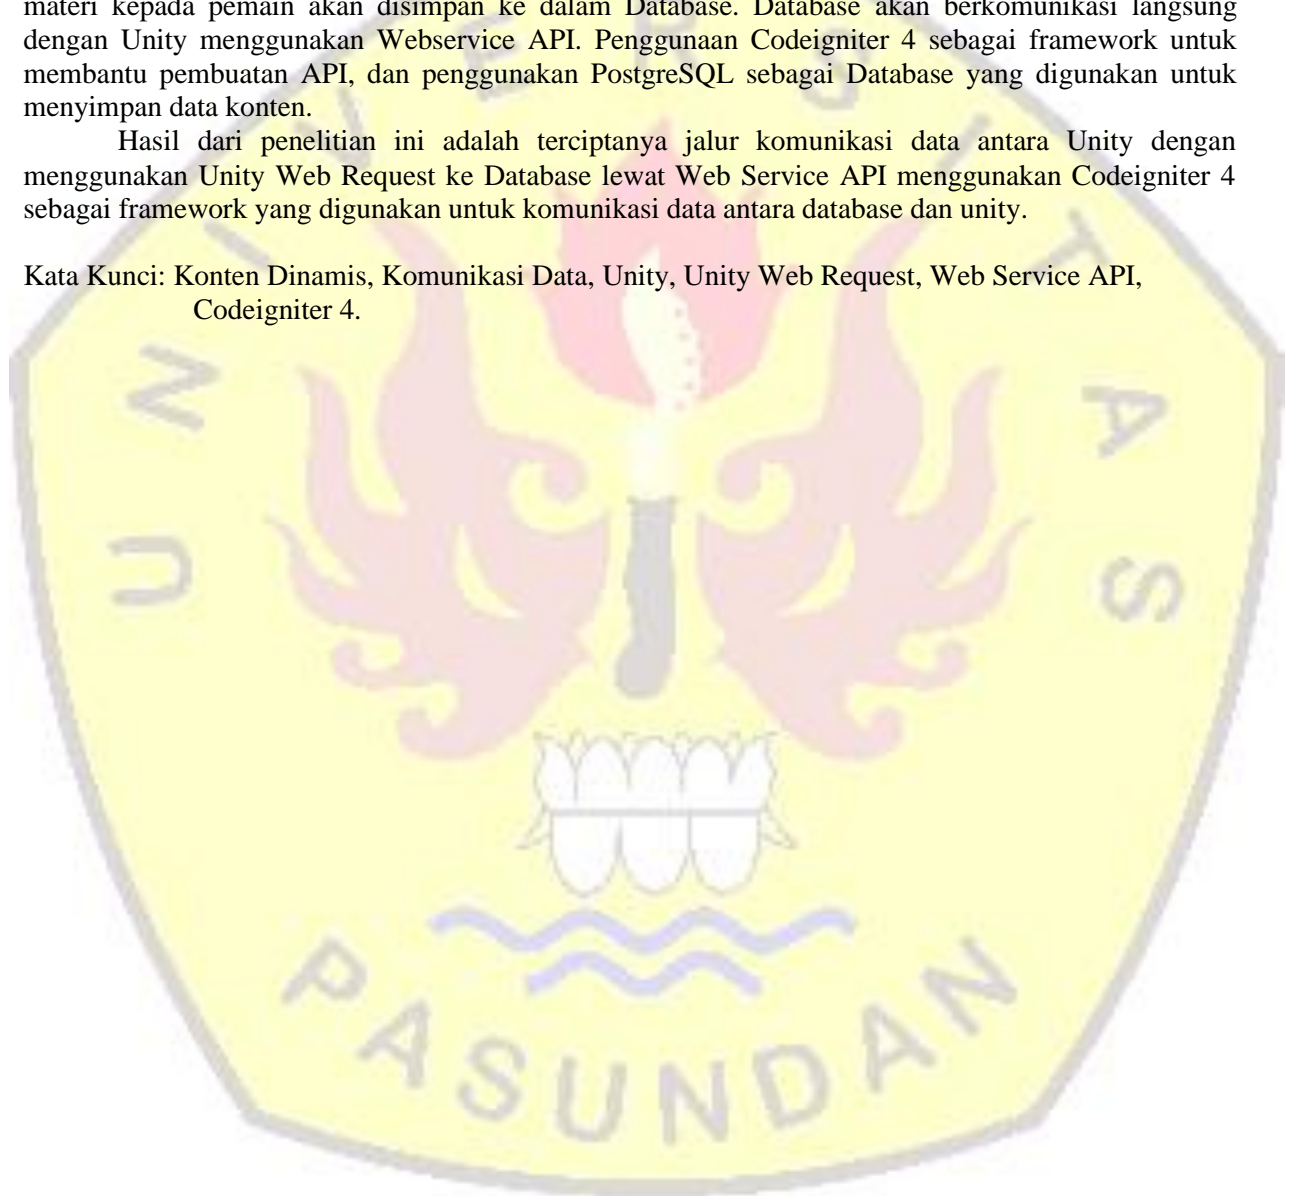 materi kepada pemain akan disimpan ke dalam Database. Database akan berkomunikasi langsung
dengan Unity menggunakan Webservice API. Penggunaan Codeigniter 4 sebagai framework untuk
membantu pembuatan API, dan penggunakan PostgreSQL sebagai Database yang digunakan untuk
menyimpan data konten.
Hasil dari penelitian ini adalah terciptanya jalur komunikasi data antara Unity dengan
menggunakan Unity Web Request ke Database lewat Web Service API menggunakan Codeigniter 4
sebagai framework yang digunakan untuk komunikasi data antara database dan unity.
Kata Kunci: Konten Dinamis, Komunikasi Data, Unity, Unity Web Request, Web Service API,
Codeigniter 4.
UNIVERSITAS
PASUNDAN